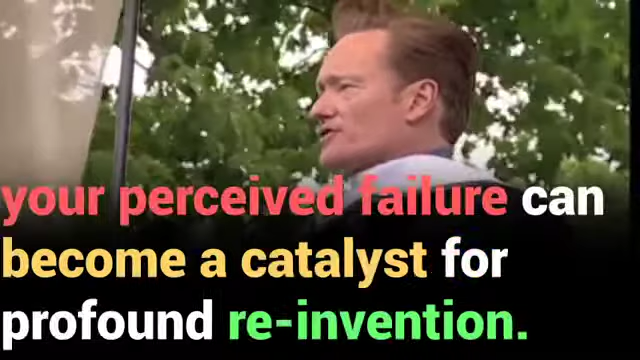 your perceived failure can
become a catalyst for
profound re-invention.